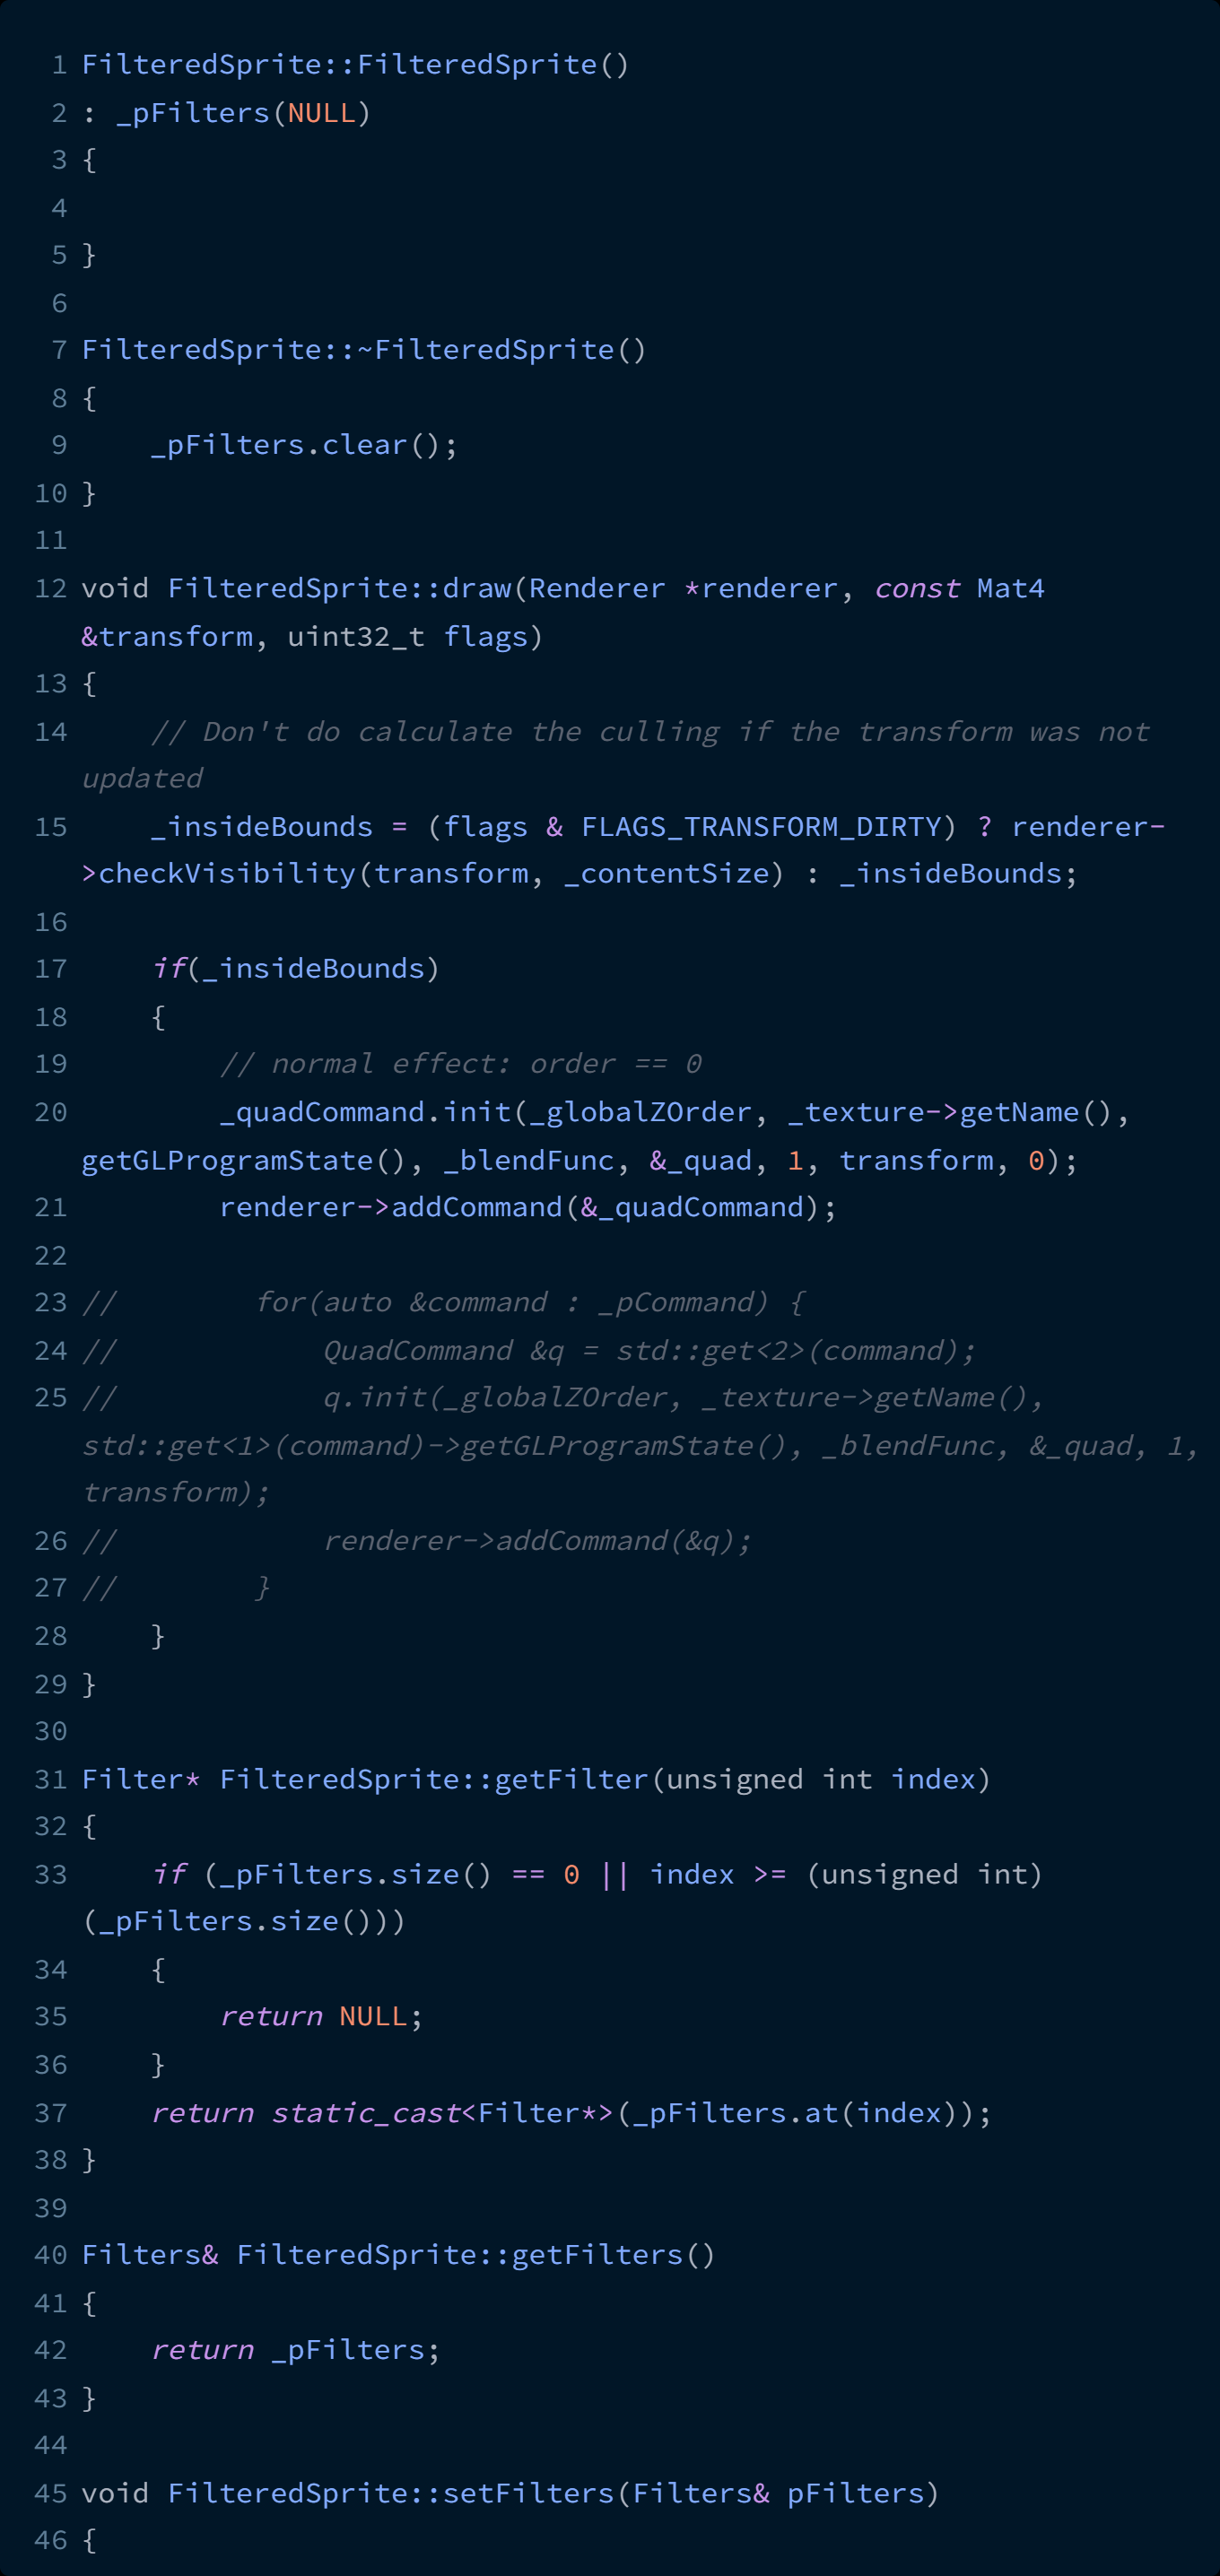 1 FilteredSprite::FilteredSprite()
2 : _pFilters(NULL)
3 {
4
5 }
6
7 FilteredSprite::~FilteredSprite()
8 {
9     _pFilters.clear();
10 }
11
12 void FilteredSprite::draw(Renderer *renderer, const Mat4
&transform, uint32_t flags)
13 {
14     // Don't do calculate the culling if the transform was not
updated
15     _insideBounds = (flags & FLAGS_TRANSFORM_DIRTY) ? renderer-
>checkVisibility(transform, _contentSize) : _insideBounds;
16
17     if(_insideBounds)
18     {
19         // normal effect: order == 0
20         _quadCommand.init(_globalZOrder, _texture->getName(),
getGLProgramState(), _blendFunc, &_quad, 1, transform, 0);
21         renderer->addCommand(&_quadCommand);
22
23 //        for(auto &command : _pCommand) {
24 //            QuadCommand &q = std::get<2>(command);
25 //            q.init(_globalZOrder, _texture->getName(),
std::get<1>(command)->getGLProgramState(), _blendFunc, &_quad, 1,
transform);
26 //            renderer->addCommand(&q);
27 //        }
28     }
29 }
30
31 Filter* FilteredSprite::getFilter(unsigned int index)
32 {
33     if (_pFilters.size() == 0 || index >= (unsigned int)
(_pFilters.size()))
34     {
35         return NULL;
36     }
37     return static_cast<Filter*>(_pFilters.at(index));
38 }
39
40 Filters& FilteredSprite::getFilters()
41 {
42     return _pFilters;
43 }
44
45 void FilteredSprite::setFilters(Filters& pFilters)
46 {